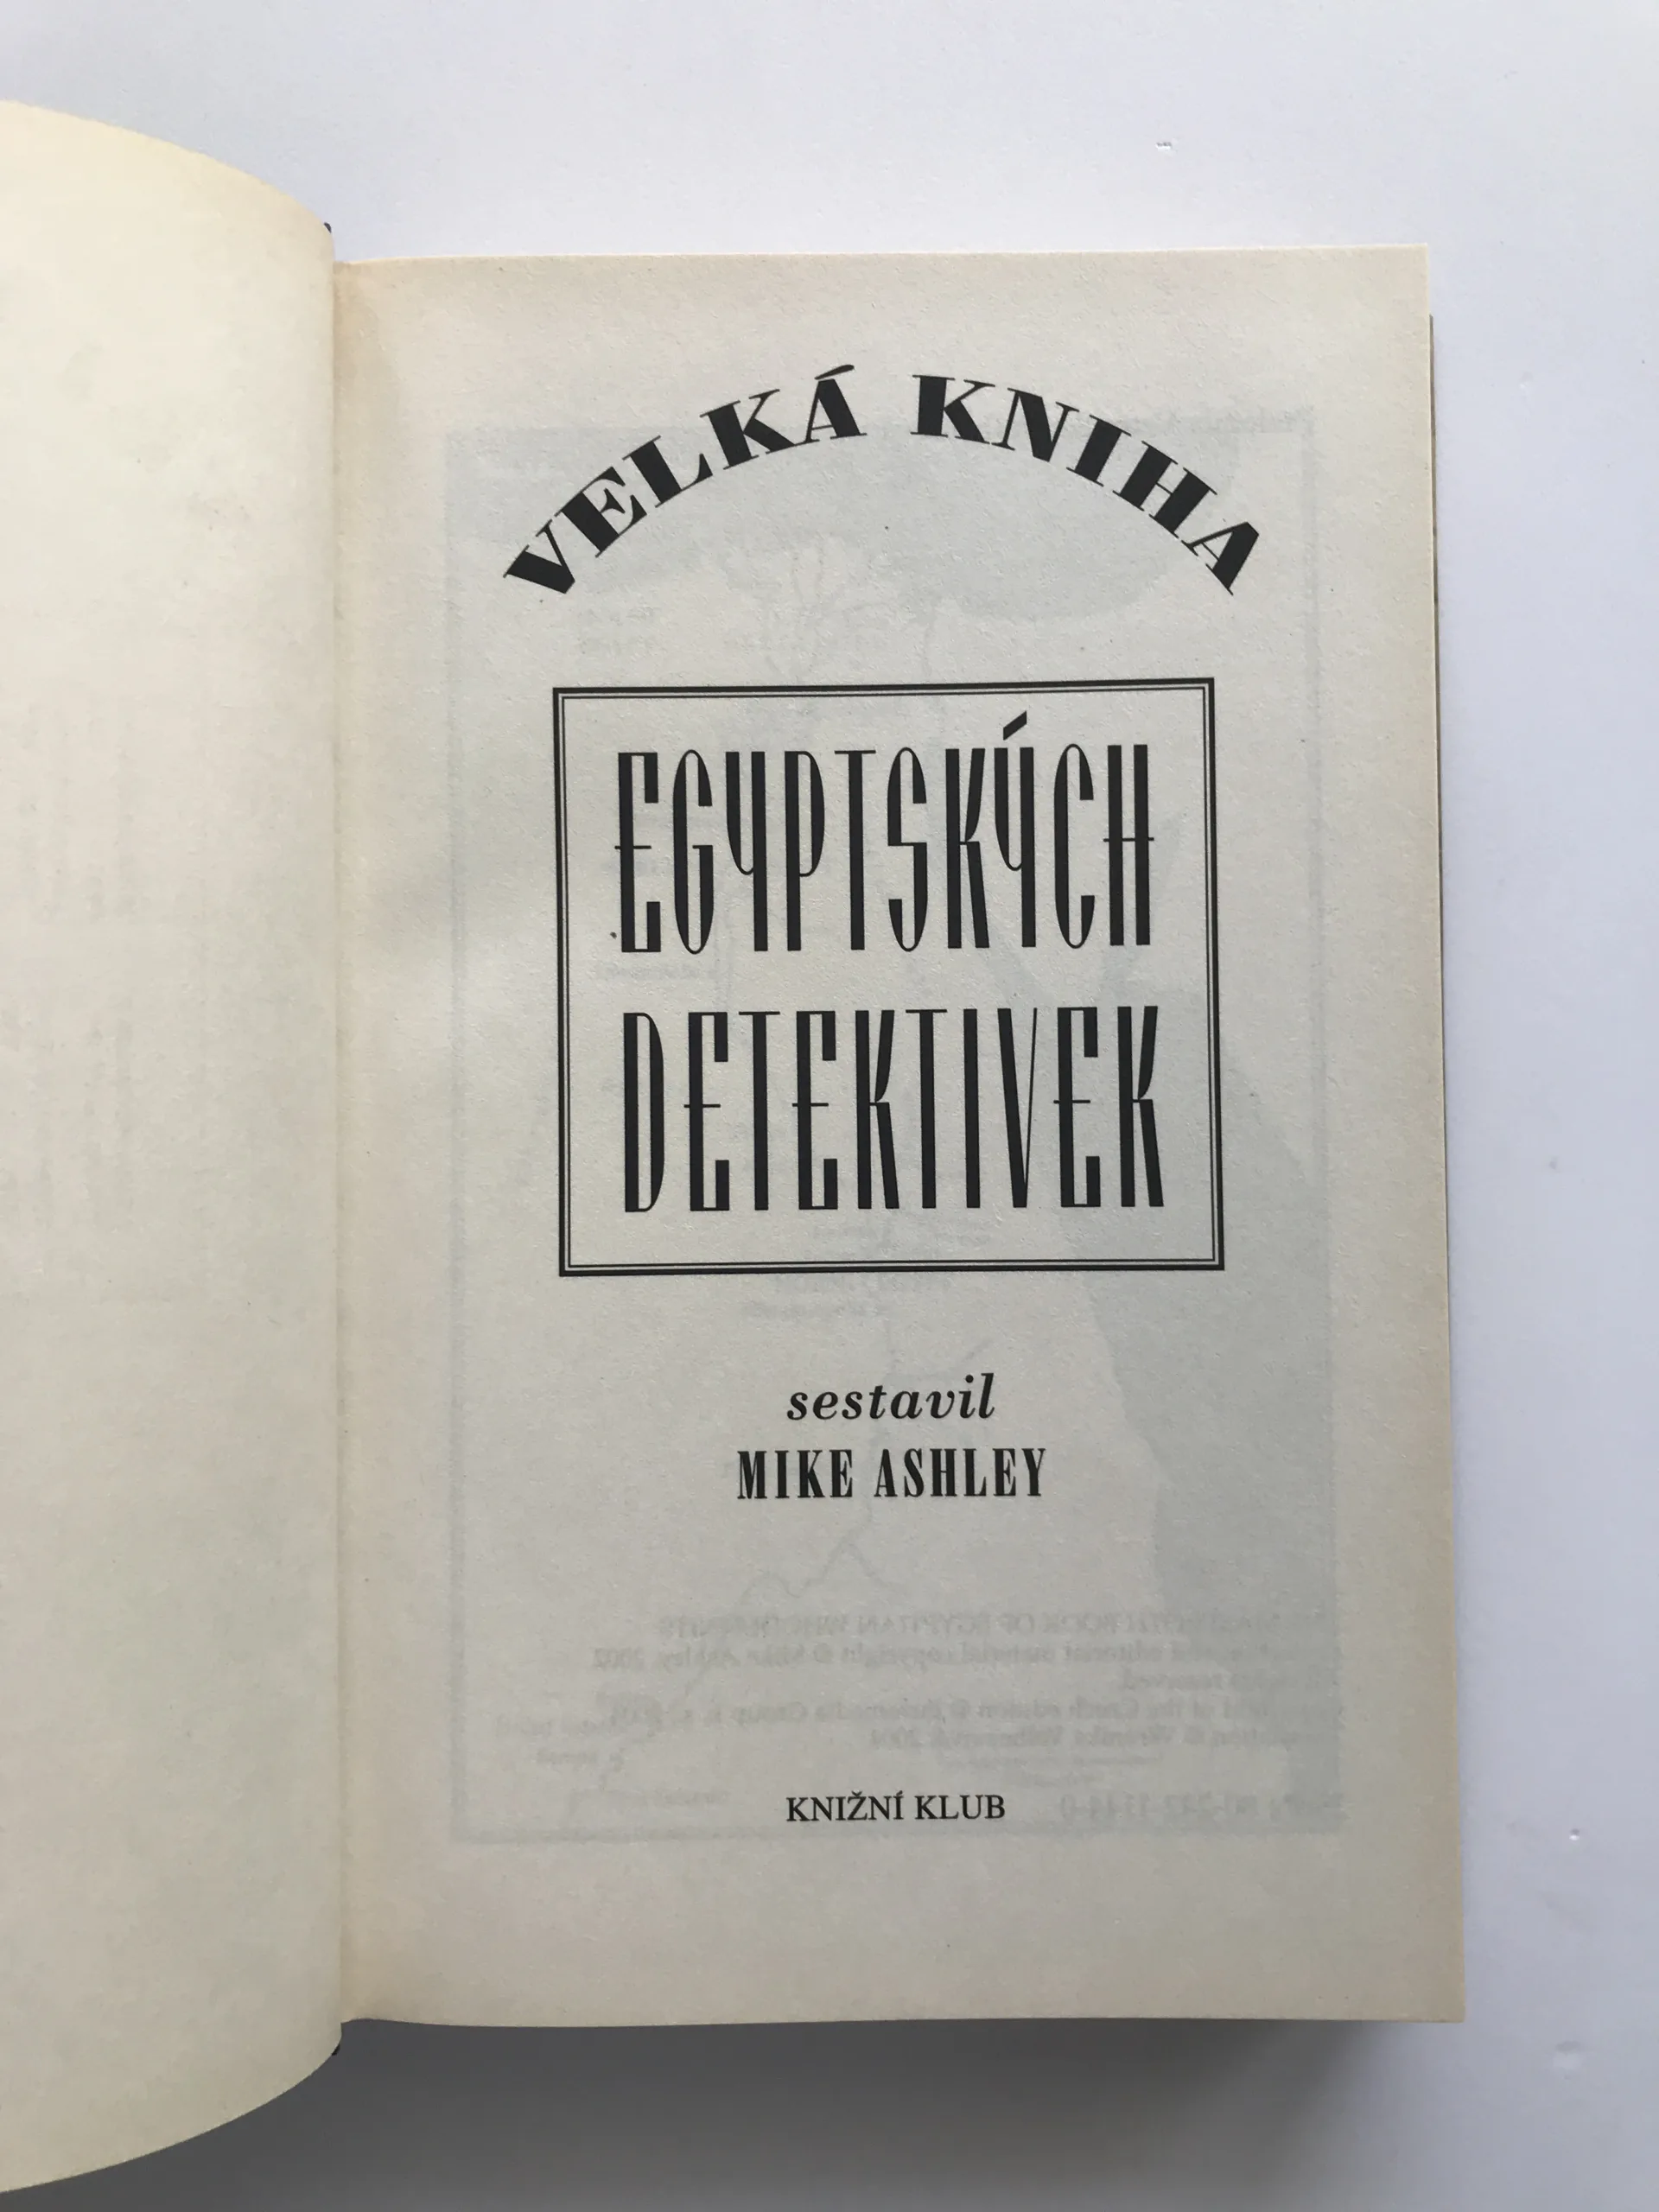 VELKÁ KNIHA
EGYPTSKÝCH
DETEKTIVEK
sestavil
MIKE ASHLEY
KNIŽNÍ KLUB